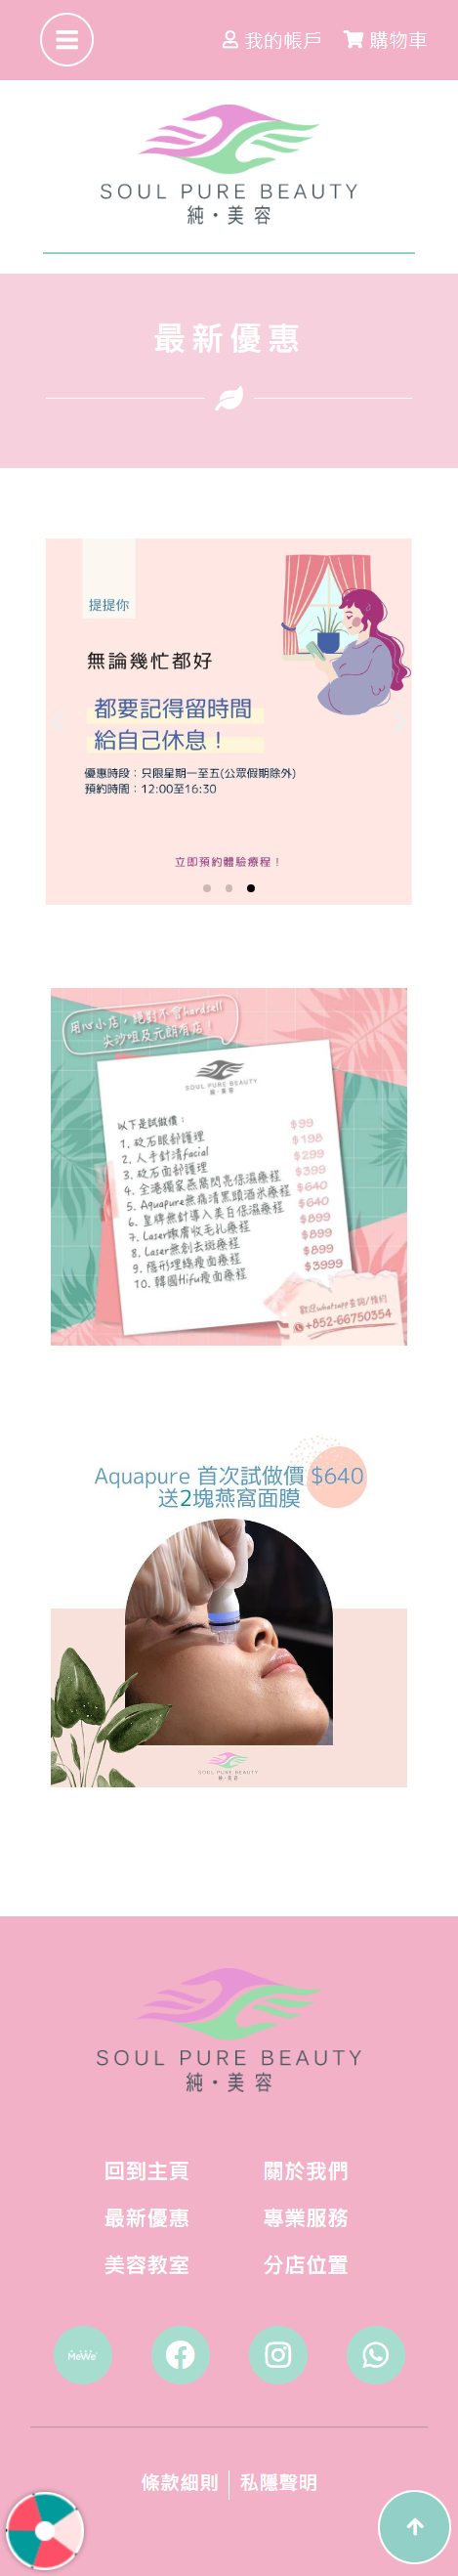 我的帳戶 購物車
SOUL PURE BEAUTY
純・美 容
最新優惠
提提你
無論幾忙都好
都要記得留時間
給自己休息！
優惠時段：只限星期一至五(公眾假期除外)
預約時間：12:00至16:30
立即預約體驗療程！
用心小店，絕對不會hardsell
尖沙咀及元朗有店！
SOUL PURE BEAUTY
純・美 容
以下是試做價：
1. 砭石眼部護理 $99
2. 人手針清facial $198
3. 砭石面部護理 $299
4. 全港獨家燕窩閃亮保濕療程 $399
5. Aquapure無痛清黑頭酒米療程 $640
6. 皇牌無針導入美白保濕療程 $640
7. Laser嫩膚收毛孔療程 $899
8. Laser無創去斑療程 $899
9. 隱形埋線瘦面療程 $899
10. 韓國Hifu瘦面療程 $3999
歡迎whatsapp查詢/預約
+852-66750354
Aquapure 首次試做價 $640
送2塊燕窩面膜
SOUL PURE BEAUTY
純・美 容
SOUL PURE BEAUTY
純・美 容
回到主頁 關於我們
最新優惠 專業服務
美容教室 分店位置
MeWe
條款細則 私隱聲明